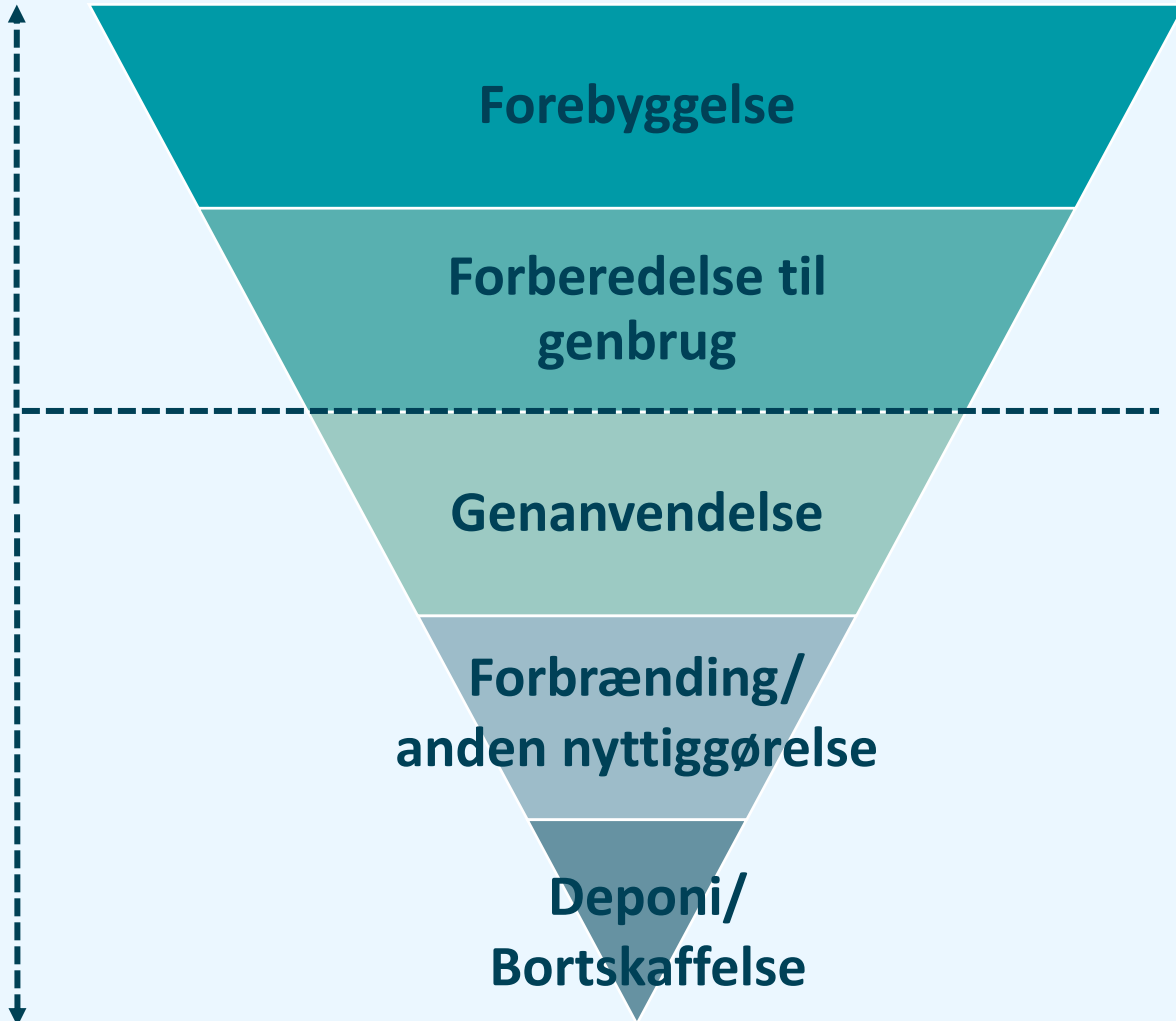 Forebyggelse
Forberedelse til
genbrug
Genanvendelse
Forbrænding/
anden nyttiggørelse
Deponi/
Bortskaffelse